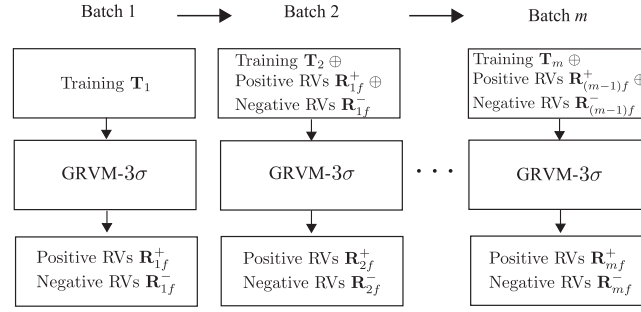 Batch 1
Batch 2
Batch m
Training T₁
Training T₂ ⊕
Positive RVs R⁺₁f ⊕
Negative RVs R⁻₁f
Training Tₘ ⊕
Positive RVs R⁺₍ₘ₋₁₎f ⊕
Negative RVs R⁻₍ₘ₋₁₎f
GRVM-3σ
GRVM-3σ
· · ·
GRVM-3σ
Positive RVs R⁺₁f
Negative RVs R⁻₁f
Positive RVs R⁺₂f
Negative RVs R⁻₂f
Positive RVs R⁺ₘf
Negative RVs R⁻ₘf